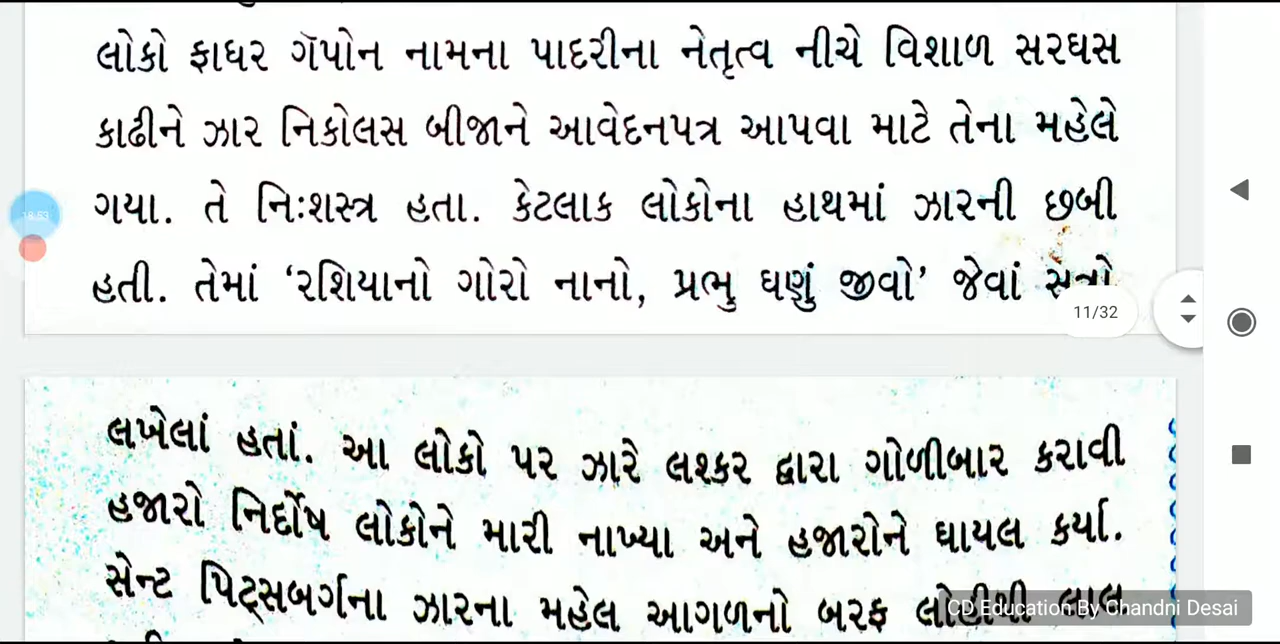 લોકો ફાધર ગૅપોન નામના પાદરીના નેતૃત્વ નીચે વિશાળ સરઘસ
કાઢીને ઝાર નિકોલસ બીજાને આવેદનપત્ર આપવા માટે તેના મહેલે
18:53
ગયા. તે નિઃશસ્ત્ર હતા. કેટલાક લોકોના હાથમાં ઝારની છબી
હતી. તેમાં ‘રશિયાનો ગોરો નાનો, પ્રભુ ઘણું જીવો’ જેવાં સૂત્રો
11/32
લખેલાં હતાં. આ લોકો પર ઝારે લશ્કર દ્વારા ગોળીબાર કરાવી
હજારો નિર્દોષ લોકોને મારી નાખ્યા અને હજારોને ઘાયલ કર્યા.
સેન્ટ પિટ્સબર્ગના ઝારના મહેલ આગળનો બરફ લોહીથી લાલ
CD Education By Chandni Desai